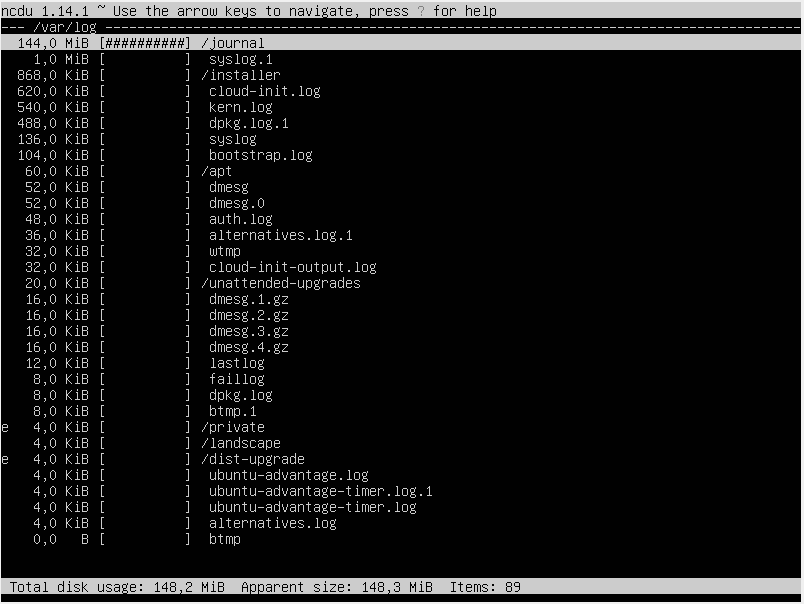 ncdu 1.14.1 ~ Use the arrow keys to navigate, press ? for help
--- /var/log ---------------------------------------------------------------------------------------
  144,0 MiB [##########] /journal
    1,0 MiB [          ]  syslog.1
  868,0 KiB [          ] /installer
  620,0 KiB [          ]  cloud-init.log
  540,0 KiB [          ]  kern.log
  488,0 KiB [          ]  dpkg.log.1
  136,0 KiB [          ]  syslog
  104,0 KiB [          ]  bootstrap.log
   60,0 KiB [          ] /apt
   52,0 KiB [          ]  dmesg
   52,0 KiB [          ]  dmesg.0
   48,0 KiB [          ]  auth.log
   36,0 KiB [          ]  alternatives.log.1
   32,0 KiB [          ]  wtmp
   32,0 KiB [          ]  cloud-init-output.log
   20,0 KiB [          ] /unattended-upgrades
   16,0 KiB [          ]  dmesg.1.gz
   16,0 KiB [          ]  dmesg.2.gz
   16,0 KiB [          ]  dmesg.3.gz
   16,0 KiB [          ]  dmesg.4.gz
   12,0 KiB [          ]  lastlog
    8,0 KiB [          ]  faillog
    8,0 KiB [          ]  dpkg.log
    8,0 KiB [          ]  btmp.1
e   4,0 KiB [          ] /private
    4,0 KiB [          ] /landscape
e   4,0 KiB [          ] /dist-upgrade
    4,0 KiB [          ]  ubuntu-advantage.log
    4,0 KiB [          ]  ubuntu-advantage-timer.log.1
    4,0 KiB [          ]  ubuntu-advantage-timer.log
    4,0 KiB [          ]  alternatives.log
    0,0   B [          ]  btmp
Total disk usage: 148,2 MiB  Apparent size: 148,3 MiB  Items: 89